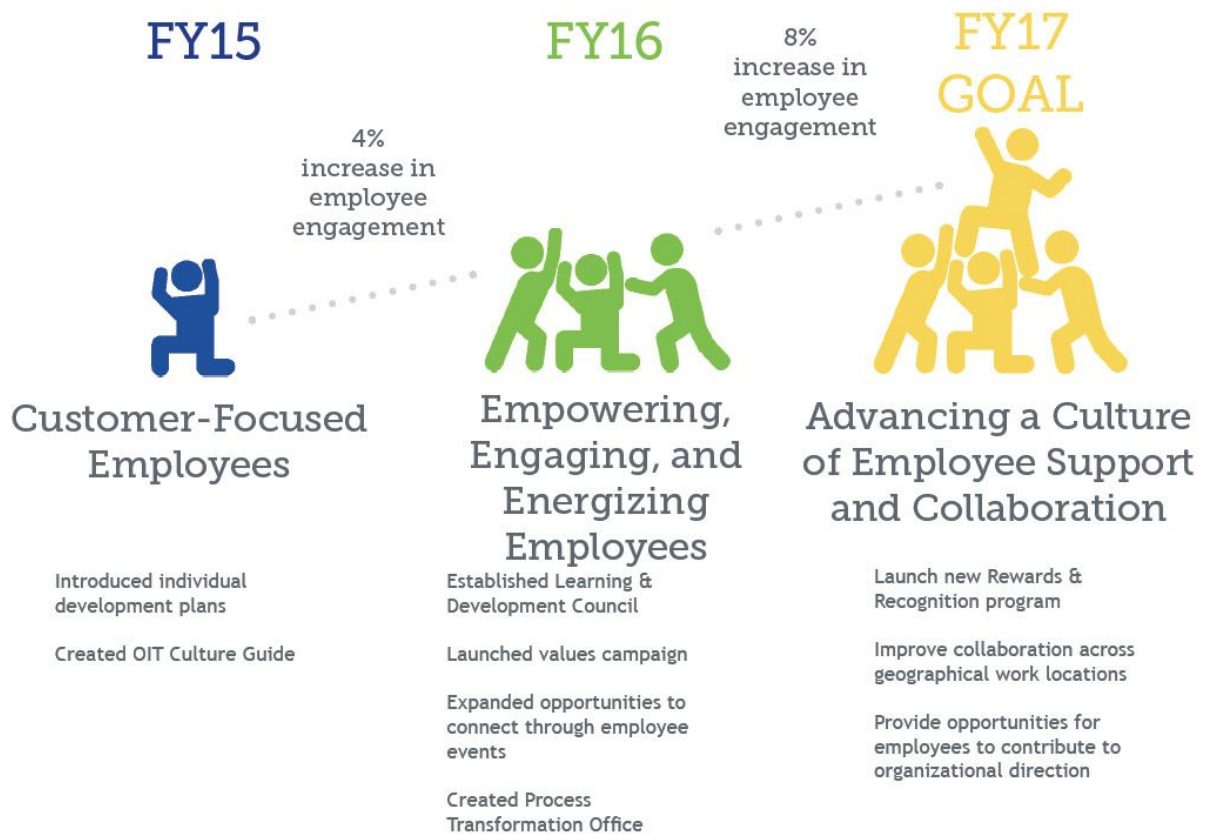 FY15
4%
increase in
employee
engagement
Customer-Focused
Employees
Introduced individual
development plans
Created OIT Culture Guide
FY16
8%
increase in
employee
engagement
Empowering,
Engaging, and
Energizing
Employees
Established Learning &
Development Council
Launched values campaign
Expanded opportunities to
connect through employee
events
Created Process
Transformation Office
FY17
GOAL
Advancing a Culture
of Employee Support
and Collaboration
Launch new Rewards &
Recognition program
Improve collaboration across
geographical work locations
Provide opportunities for
employees to contribute to
organizational direction